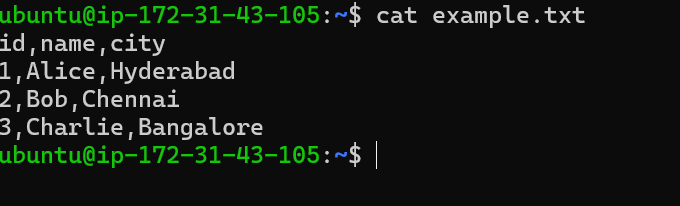 ubuntu@ip-172-31-43-105:~$ cat example.txt
id,name,city
1,Alice,Hyderabad
2,Bob,Chennai
3,Charlie,Bangalore
ubuntu@ip-172-31-43-105:~$